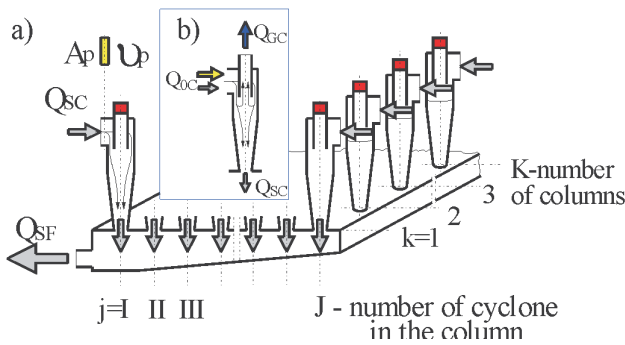 a)
b)
Ap
υp
QGC
Q0C
QSC
QSC
K-number
of columns
3
2
k=1
QSF
j=I II III
J - number of cyclone
in the column